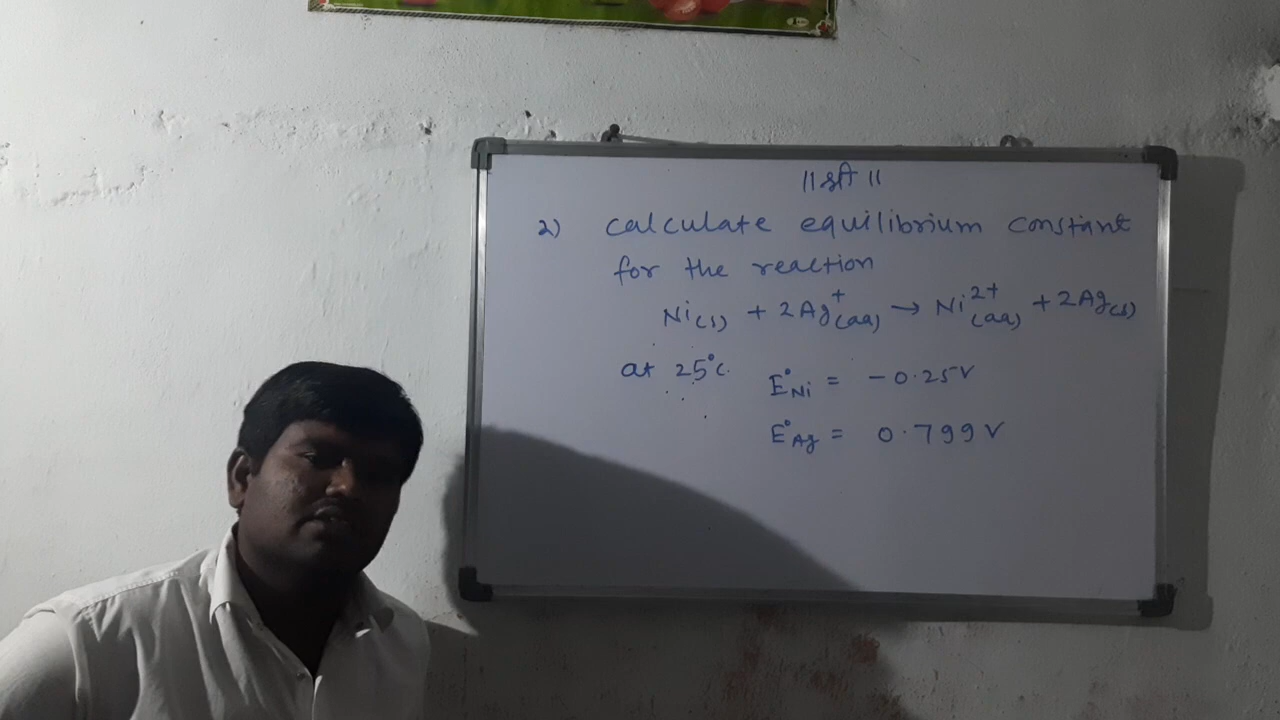 ॥ श्री ॥
2) calculate equilibrium constant
for the reaction
Ni(s) + 2Ag⁺(aq) → Ni²⁺(aq) + 2Ag(s)
at 25°C. E°Ni = -0.25V
E°Ag = 0.799V